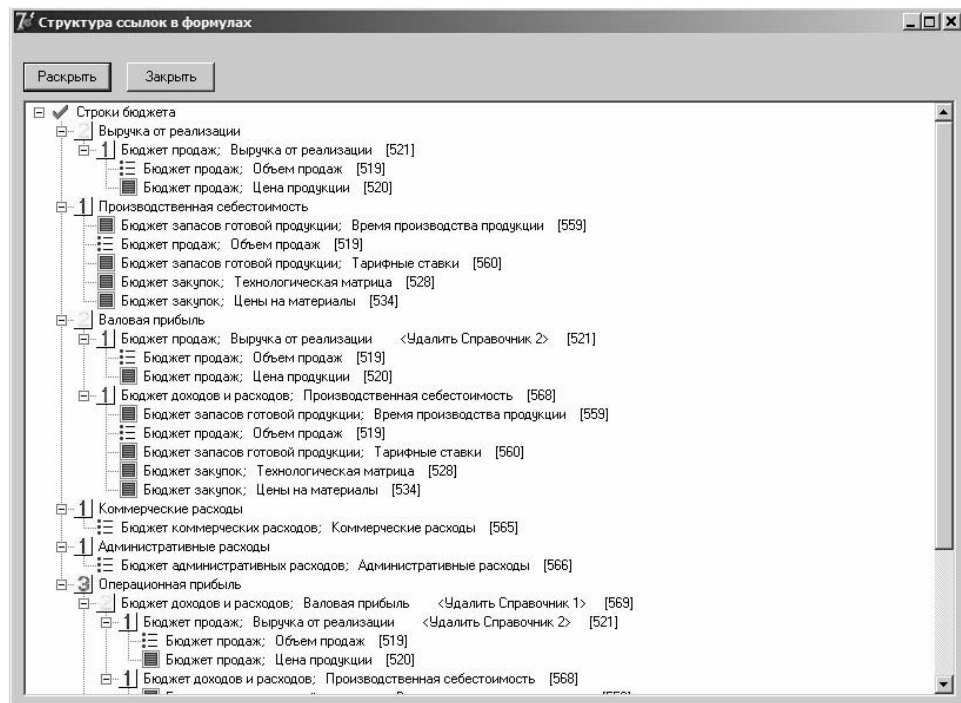 Структура ссылок в формулах
Раскрыть Закрыть
Строки бюджета
2 Выручка от реализации
1 Бюджет продаж; Выручка от реализации [521]
Бюджет продаж; Объем продаж [519]
Бюджет продаж; Цена продукции [520]
1 Производственная себестоимость
Бюджет запасов готовой продукции; Время производства продукции [559]
Бюджет продаж; Объем продаж [519]
Бюджет запасов готовой продукции; Тарифные ставки [560]
Бюджет закупок; Технологическая матрица [528]
Бюджет закупок; Цены на материалы [534]
2 Валовая прибыль
1 Бюджет продаж; Выручка от реализации <Удалить Справочник 2> [521]
Бюджет продаж; Объем продаж [519]
Бюджет продаж; Цена продукции [520]
1 Бюджет доходов и расходов; Производственная себестоимость [568]
Бюджет запасов готовой продукции; Время производства продукции [559]
Бюджет продаж; Объем продаж [519]
Бюджет запасов готовой продукции; Тарифные ставки [560]
Бюджет закупок; Технологическая матрица [528]
Бюджет закупок; Цены на материалы [534]
1 Коммерческие расходы
Бюджет коммерческих расходов; Коммерческие расходы [565]
1 Административные расходы
Бюджет административных расходов; Административные расходы [566]
3 Операционная прибыль
2 Бюджет доходов и расходов; Валовая прибыль <Удалить Справочник 1> [569]
1 Бюджет продаж; Выручка от реализации <Удалить Справочник 2> [521]
Бюджет продаж; Объем продаж [519]
Бюджет продаж; Цена продукции [520]
1 Бюджет доходов и расходов; Производственная себестоимость [568]